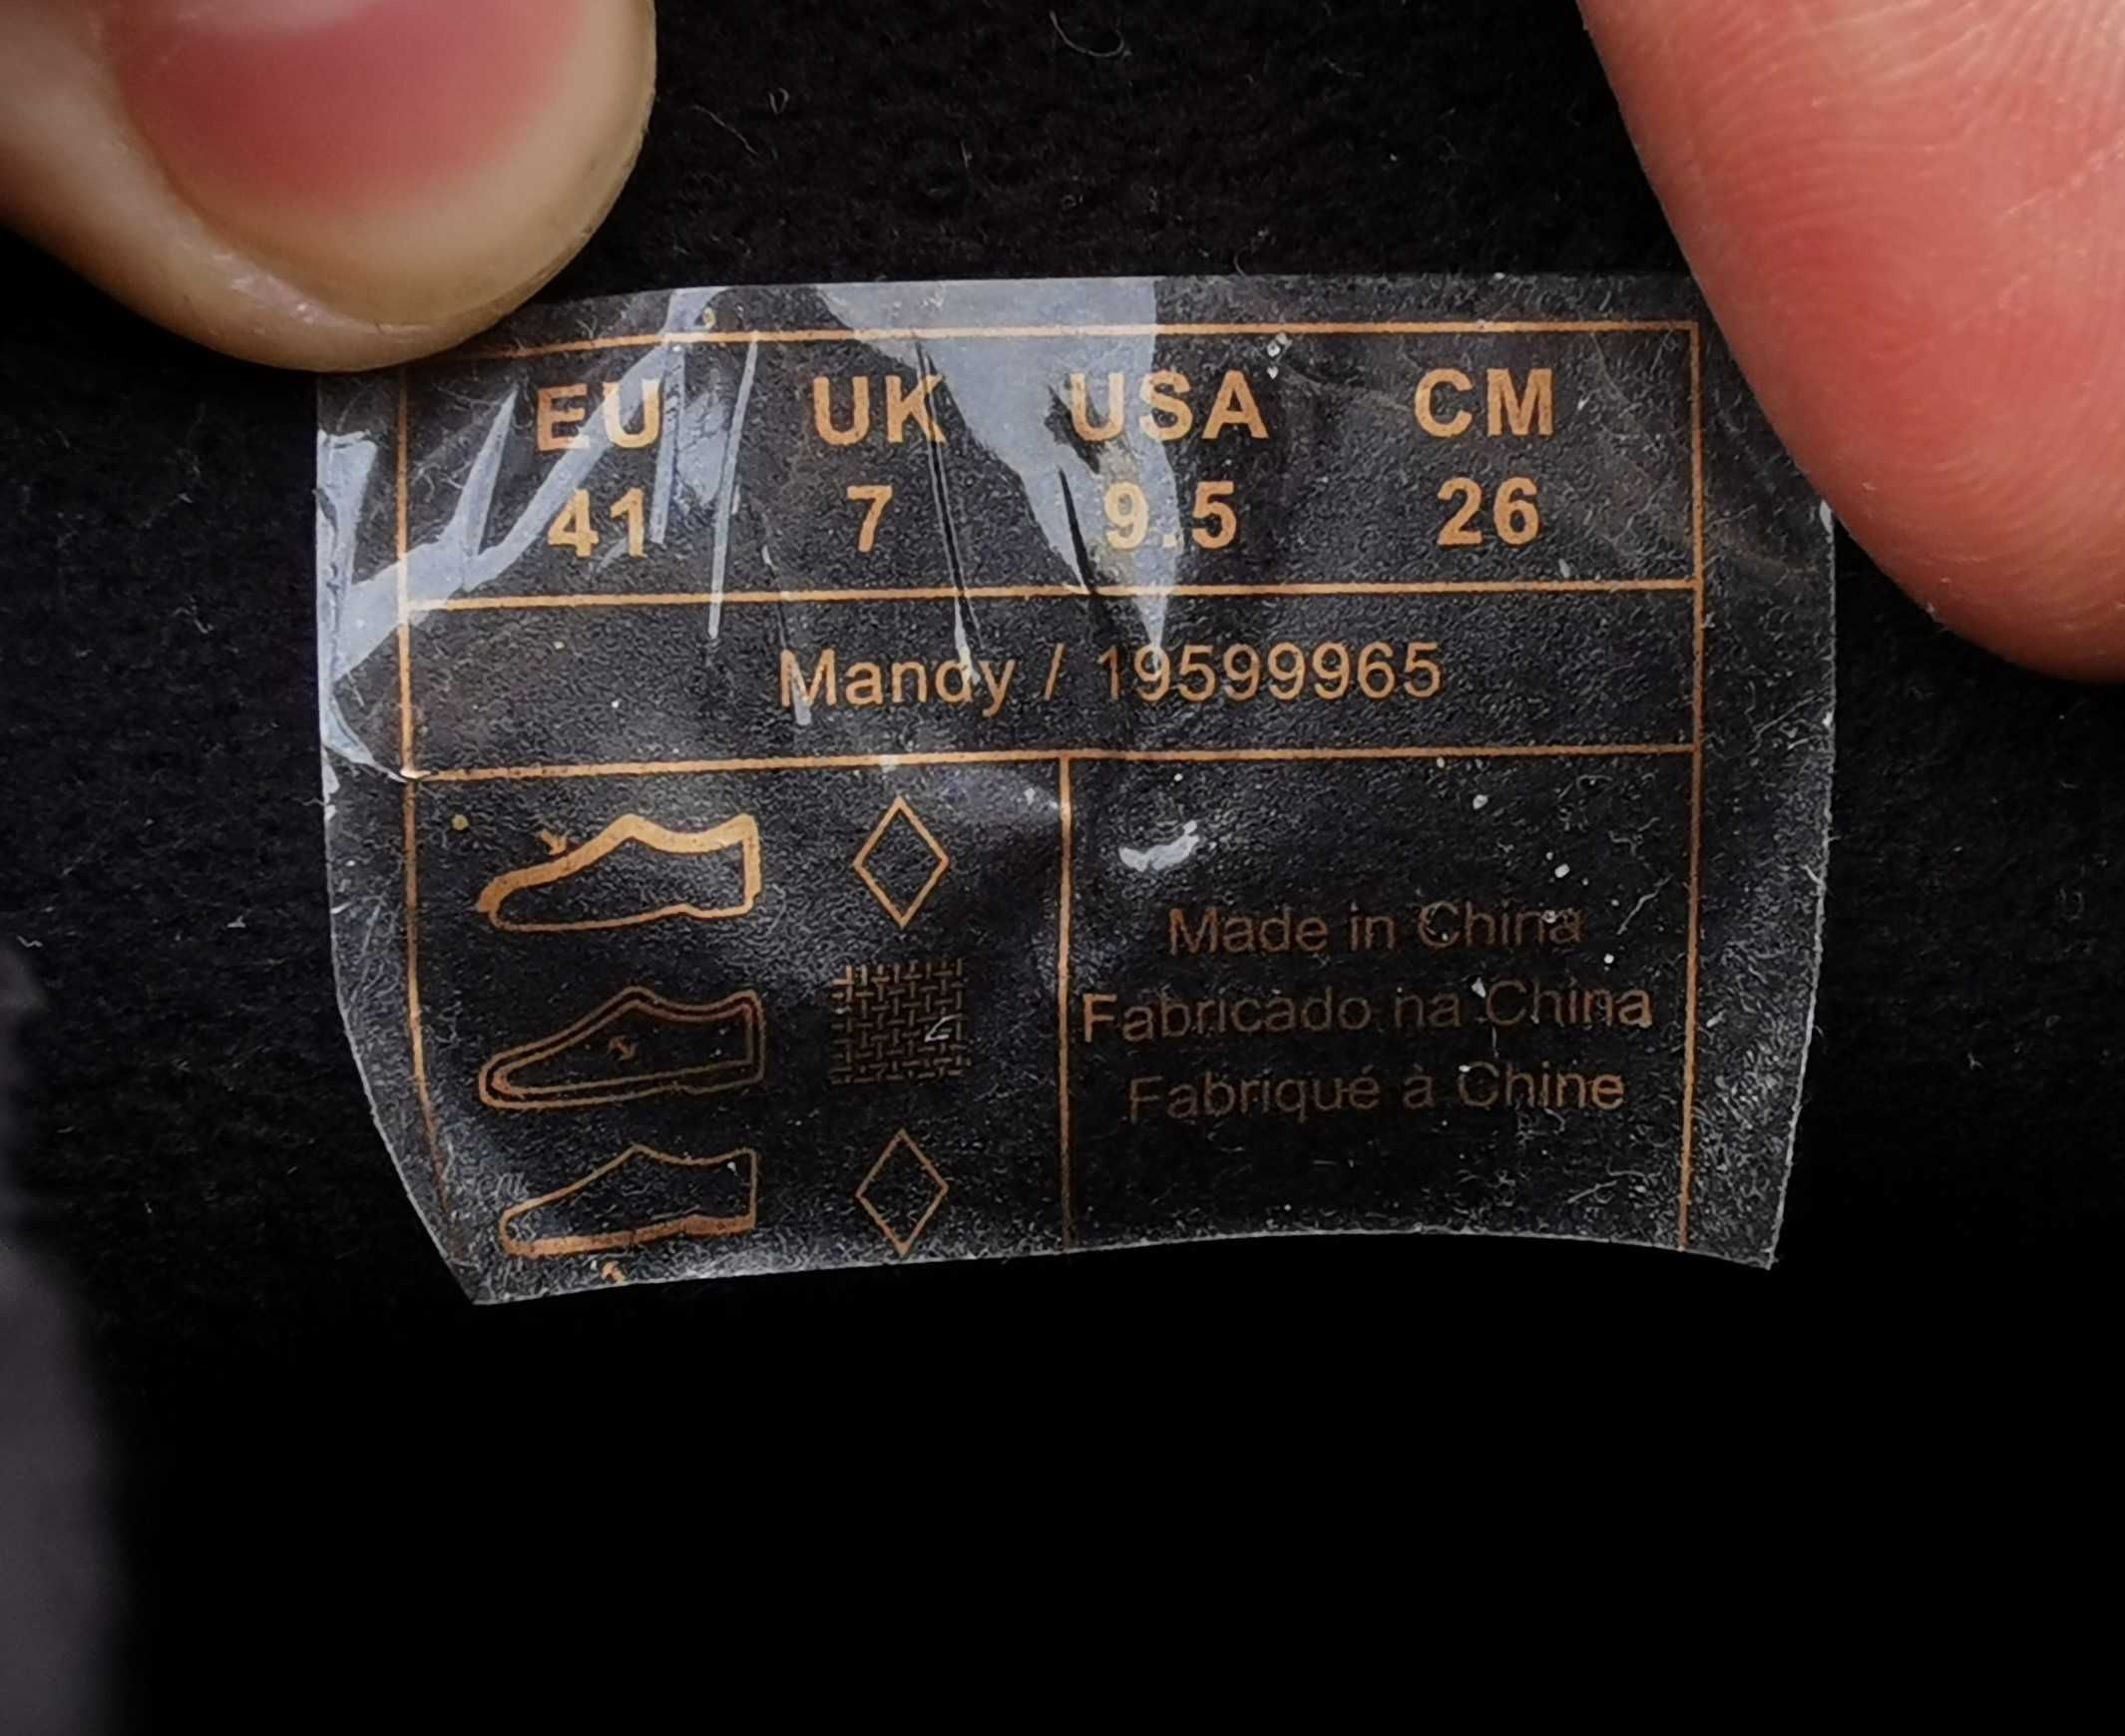 EU UK USA CM
41 7 9.5 26
Mandy / 19599965
Made in China
Fabricado na China
Fabriqué à Chine